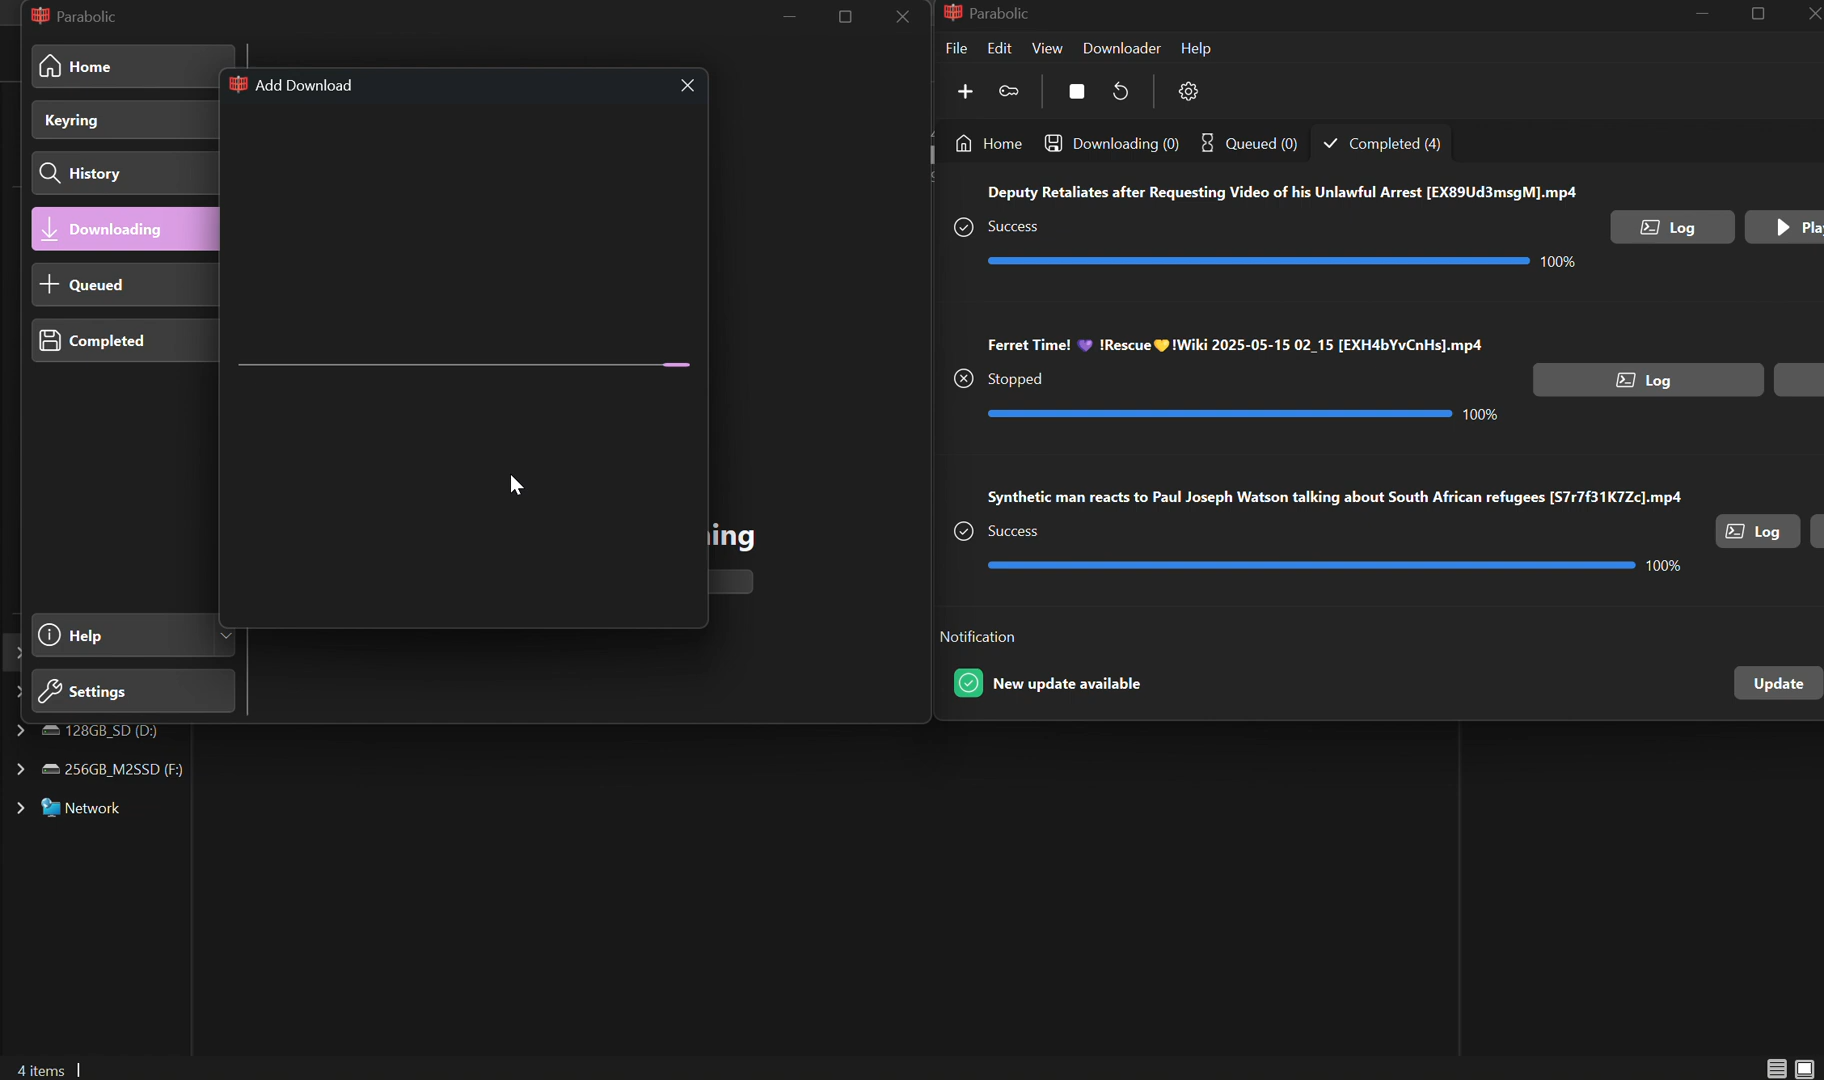 Parabolic
Home
Keyring
History
Downloading
Queued
Completed
Help
Settings
Add Download
ing
128GB_SD (D:)
256GB_M2SSD (F:)
Network
4 items
Parabolic
File Edit View Downloader Help
Home Downloading (0) Queued (0) Completed (4)
Deputy Retaliates after Requesting Video of his Unlawful Arrest [EX89Ud3msgM].mp4
Success
Log
Pla
100%
Ferret Time! 💜 !Rescue💛!Wiki 2025-05-15 02_15 [EXH4bYvCnHs].mp4
Stopped
Log
100%
Synthetic man reacts to Paul Joseph Watson talking about South African refugees [S7r7f31K7Zc].mp4
Success
Log
100%
Notification
New update available
Update